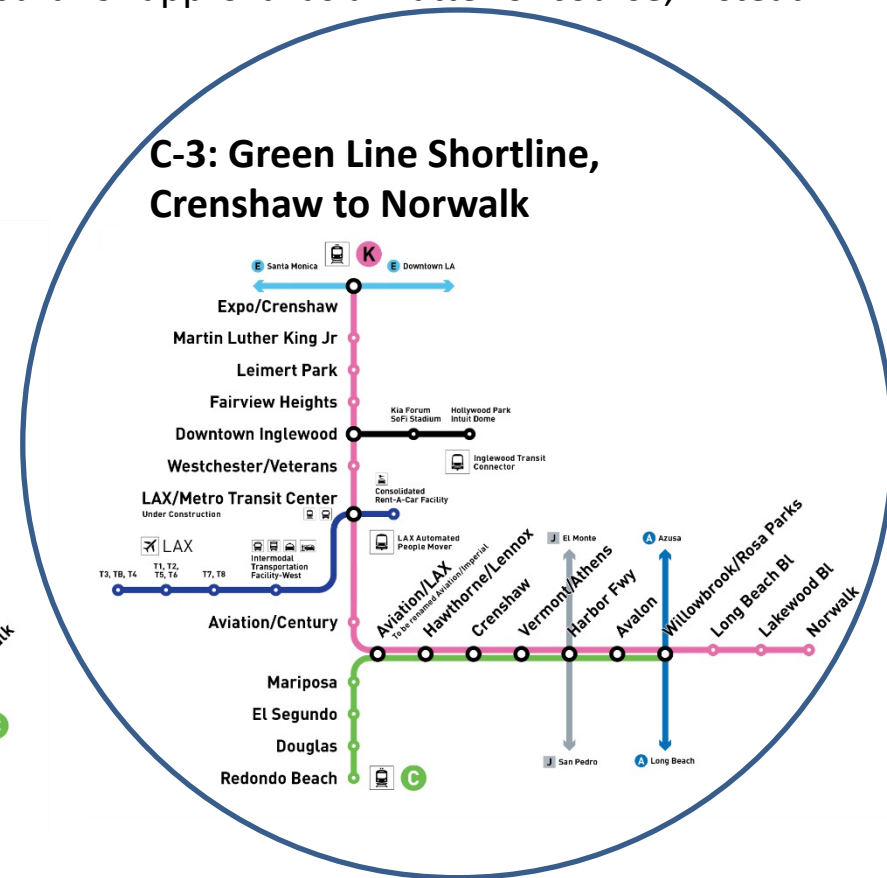 C-3: Green Line Shortline,
Crenshaw to Norwalk
K
E Santa Monica
E Downtown LA
Expo/Crenshaw
Martin Luther King Jr
Leimert Park
Fairview Heights
Kia Forum
SoFi Stadium
Hollywood Park
Intuit Dome
Downtown Inglewood
Inglewood Transit
Connector
Westchester/Veterans
LAX/Metro Transit Center
Under Construction
Consolidated
Rent-A-Car Facility
LAX Automated
People Mover
LAX
Intermodal
Transportation
Facility-West
T3, TB, T4
T1, T2,
T5, T6
T7, T8
J El Monte
A Azusa
Aviation/Century
Aviation/LAX
To be renamed Aviation/Imperial
Hawthorne/Lennox
Crenshaw
Vermont/Athens
Harbor Fwy
Avalon
Willowbrook/Rosa Parks
Long Beach Bl
Lakewood Bl
Norwalk
Mariposa
El Segundo
Douglas
Redondo Beach
C
J San Pedro
A Long Beach